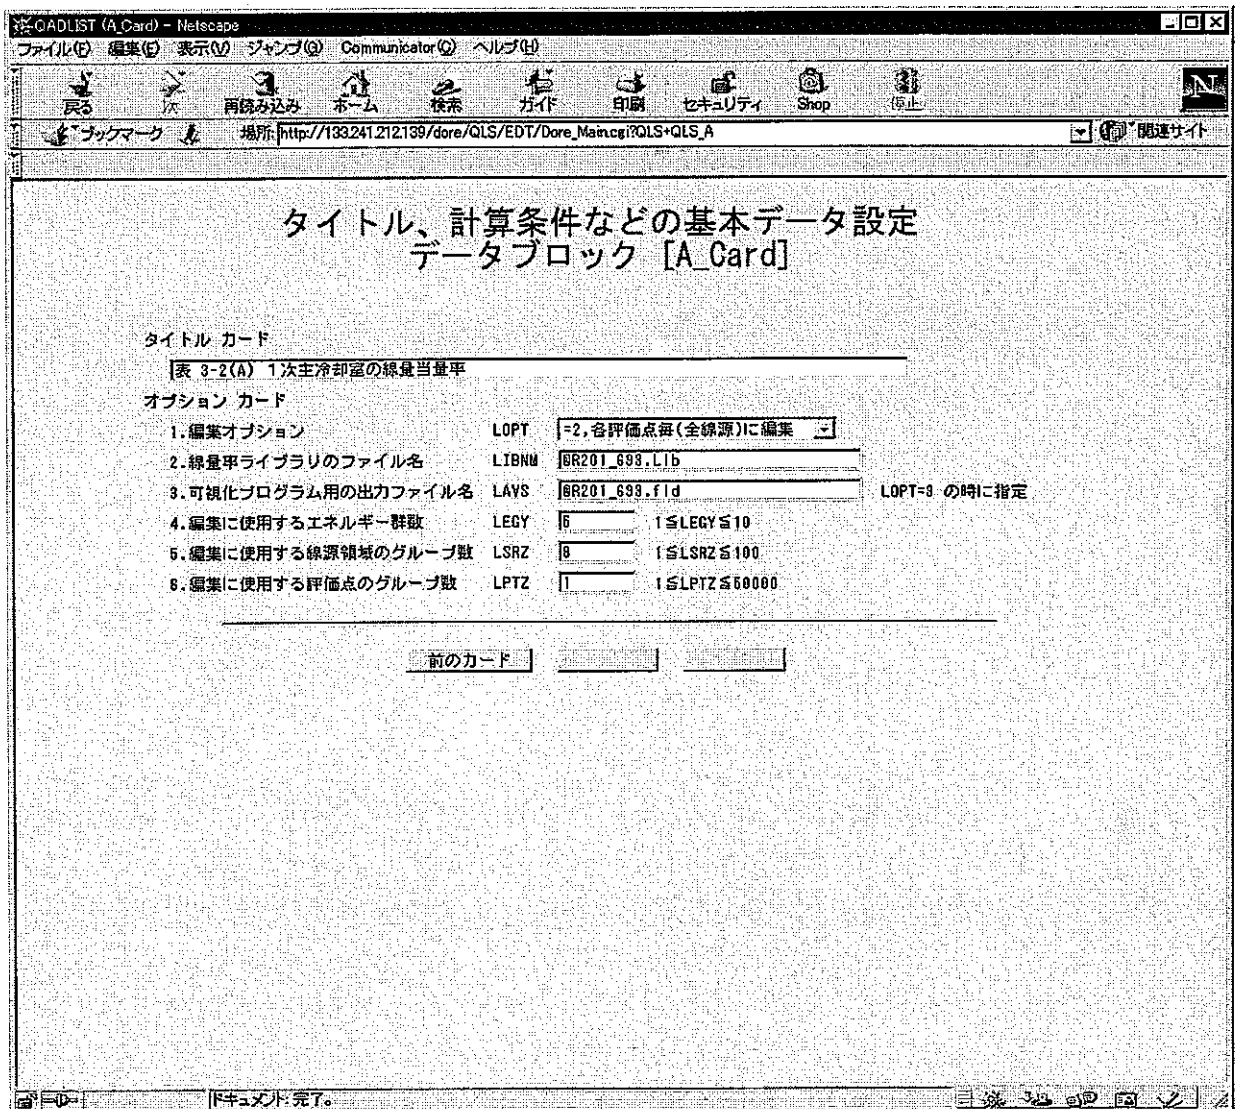 QADLIST (A_Card) - Netscape
ファイル(F) 編集(E) 表示(V) ジャンプ(G) Communicator(C) ヘルプ(H)
戻る 次 再読み込み ホーム 検索 ガイド 印刷 セキュリティ Shop 停止
N
ブックマーク 場所: http://133.241.212.139/dore/QLS/EDT/Dore_Main.cgi?QLS+QLS_A 関連サイト
タイトル、計算条件などの基本データ設定
データブロック [A_Card]
タイトル カード
表 3-2(A) 1次主冷却室の線量当量率
オプション カード
1.編集オプション LOPT =2,各評価点毎(全線源)に編集
2.線量率ライブラリのファイル名 LIBNM @R201_693.Lib
3.可視化プログラム用の出力ファイル名 LAVS @R201_693.fld LOPT=3 の時に指定
4.編集に使用するエネルギー群数 LEGY 6 1≦LEGY≦10
5.編集に使用する線源領域のグループ数 LSRZ 8 1≦LSRZ≦100
6.編集に使用する評価点のグループ数 LPTZ 1 1≦LPTZ≦50000
前のカード
ドキュメント: 完了。